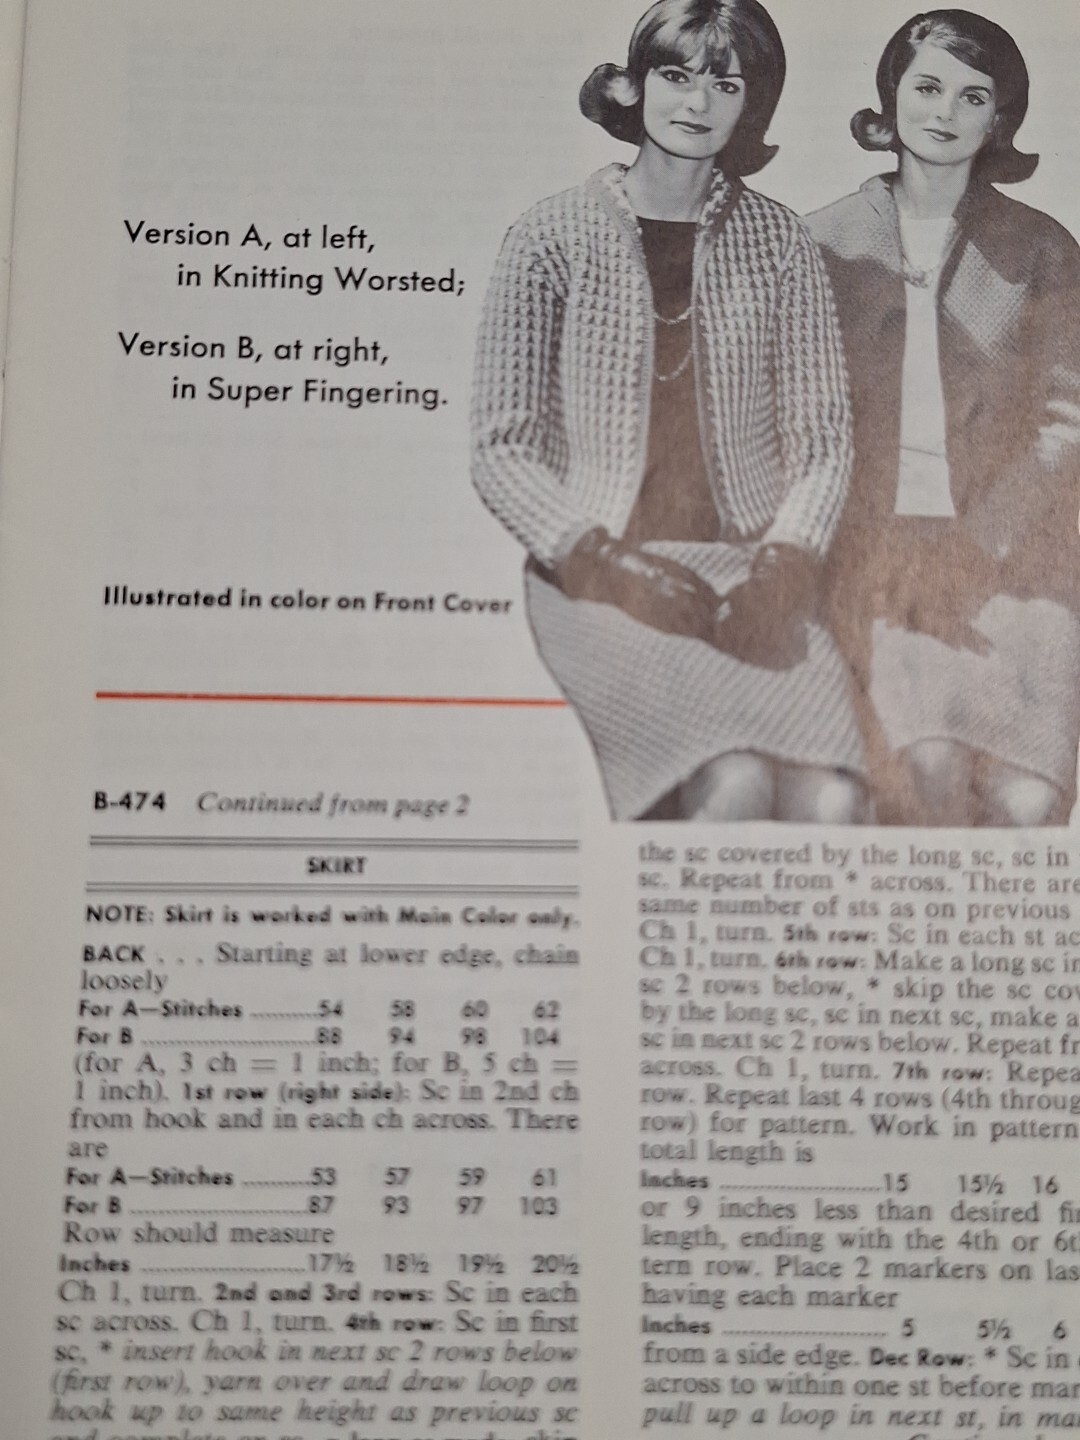 Version A, at left,
in Knitting Worsted;
Version B, at right,
in Super Fingering.
Illustrated in color on Front Cover
B-474 Continued from page 2
SKIRT
NOTE: Skirt is worked with Main Color only.
BACK . . . Starting at lower edge, chain
loosely
For A—Stitches ..........54 58 60 62
For B ..........................88 94 98 104
(for A, 3 ch = 1 inch; for B, 5 ch =
1 inch). 1st row (right side): Sc in 2nd ch
from hook and in each ch across. There
are
For A—Stitches ..........53 57 59 61
For B ..........................87 93 97 103
Row should measure
Inches ........................17½ 18½ 19½ 20½
Ch 1, turn. 2nd and 3rd rows: Sc in each
sc across. Ch 1, turn. 4th row: Sc in first
sc, * insert hook in next sc 2 rows below
(first row), yarn over and draw loop on
hook up to same height as previous sc
the sc covered by the long sc, sc in
sc. Repeat from * across. There are
same number of sts as on previous
Ch 1, turn. 5th row: Sc in each st ac
Ch 1, turn. 6th row: Make a long sc in
sc 2 rows below, * skip the sc cov
by the long sc, sc in next sc, make a
sc in next sc 2 rows below. Repeat fr
across. Ch 1, turn. 7th row: Repea
row. Repeat last 4 rows (4th throug
row) for pattern. Work in pattern
total length is
Inches ........................15 15½ 16
or 9 inches less than desired fin
length, ending with the 4th or 6t
tern row. Place 2 markers on las
having each marker
Inches ........................ 5 5½ 6
from a side edge. Dec Row: * Sc in
across to within one st before mar
pull up a loop in next st, in ma